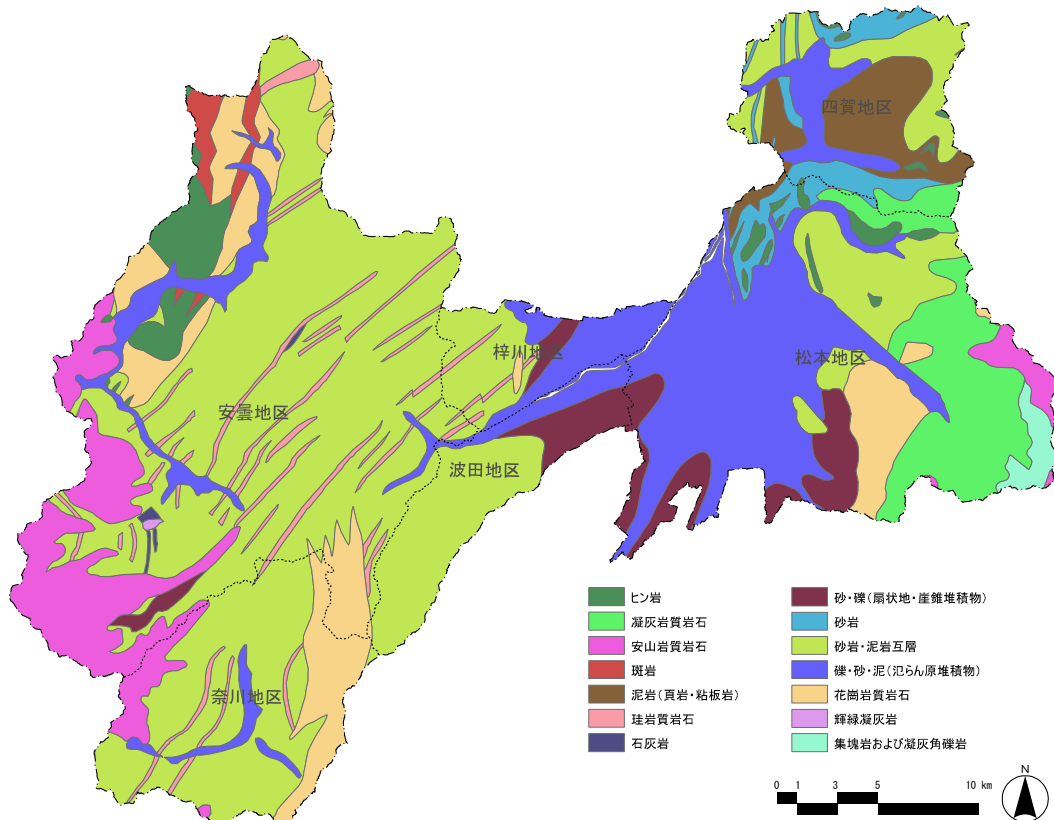 四賀地区
梓川地区
松本地区
安曇地区
波田地区
奈川地区
ヒン岩
凝灰岩質岩石
安山岩質岩石
斑岩
泥岩(頁岩・粘板岩)
珪岩質岩石
石灰岩
砂・礫(扇状地・崖錐堆積物)
砂岩
砂岩・泥岩互層
礫・砂・泥(氾らん原堆積物)
花崗岩質岩石
輝緑凝灰岩
集塊岩および凝灰角礫岩
0 1 3 5 10 km
N